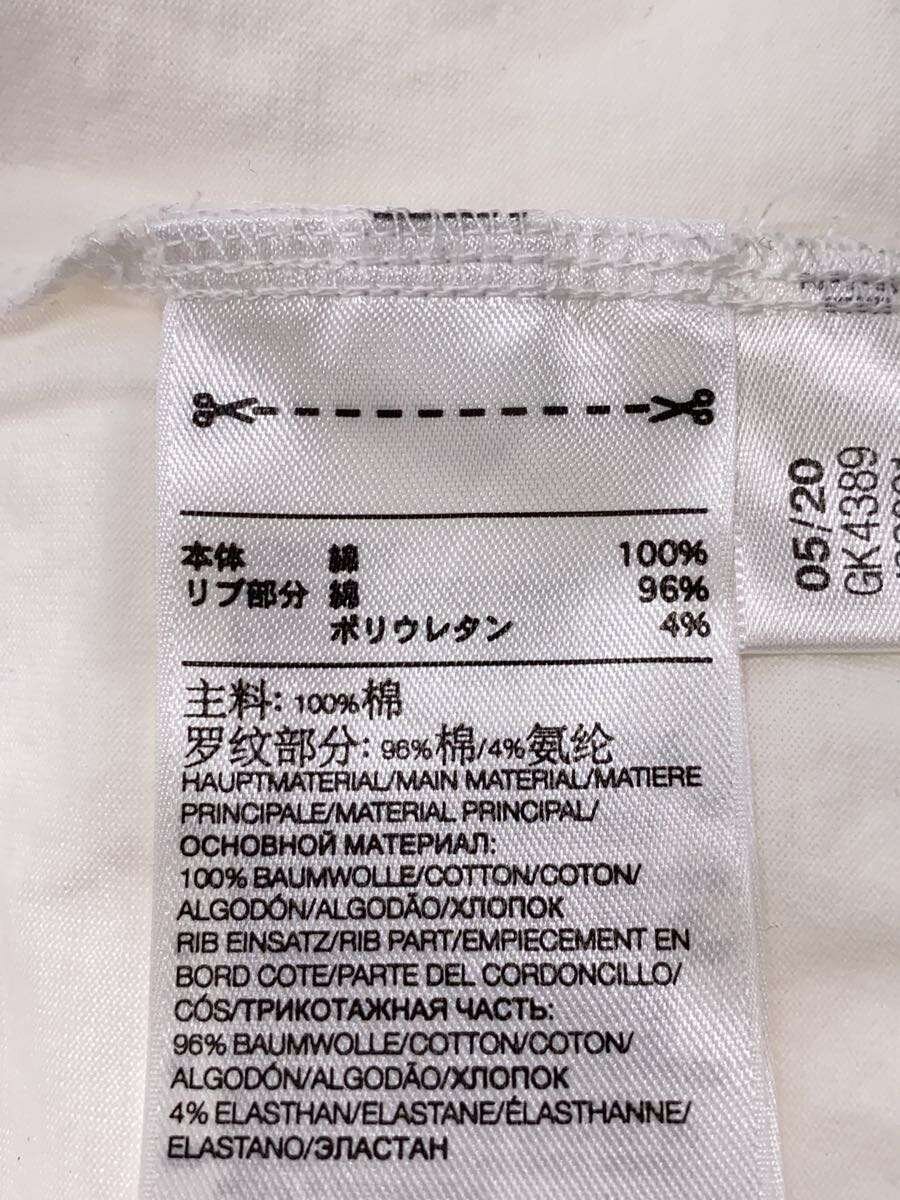 本体 綿 100%
リブ部分 綿 96%
ポリウレタン 4%
主料: 100%棉
罗纹部分: 96%棉/4%氨纶
HAUPTMATERIAL/MAIN MATERIAL/MATIERE
PRINCIPALE/MATERIAL PRINCIPAL/
ОСНОВНОЙ МАТЕРИАЛ:
100% BAUMWOLLE/COTTON/COTON/
ALGODÓN/ALGODÃO/ХЛОПОК
RIB EINSATZ/RIB PART/EMPIECEMENT EN
BORD COTE/PARTE DEL CORDONCILLO/
CÓS/ТРИКОТАЖНАЯ ЧАСТЬ:
96% BAUMWOLLE/COTTON/COTON/
ALGODÓN/ALGODÃO/ХЛОПОК
4% ELASTHAN/ELASTANE/ÉLASTHANNE/
ELASTANO/ЭЛАСТАН
05/20
GK4389